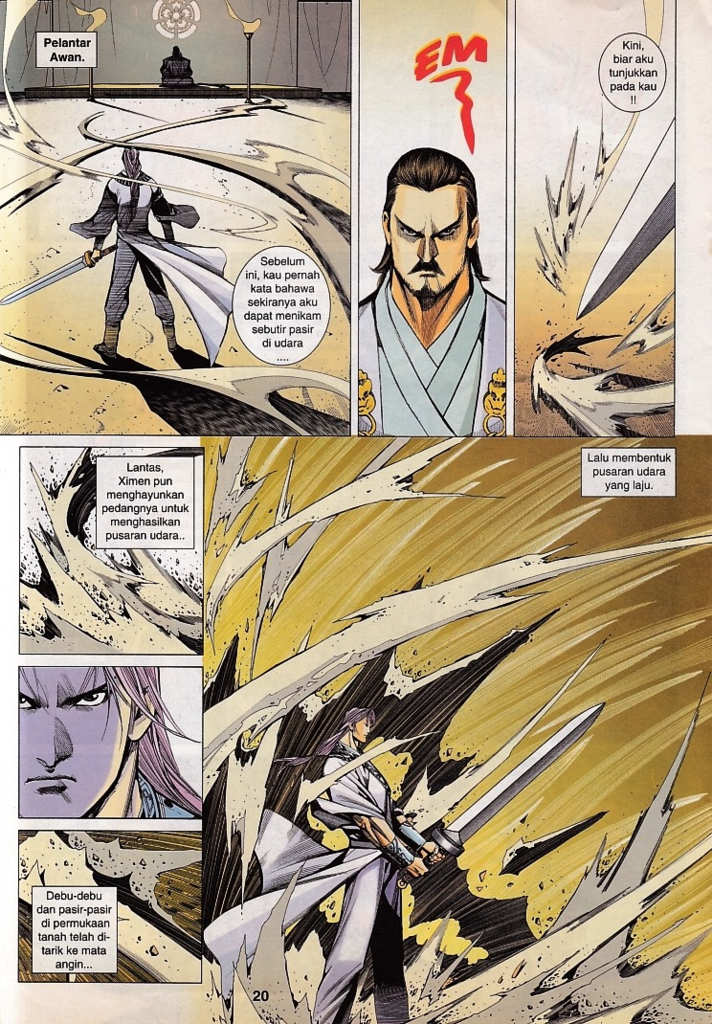 Pelantar
Awan.
Sebelum
ini, kau pernah
kata bahawa
sekiranya aku
dapat menikam
sebutir pasir
di udara
....
EM
Kini,
biar aku
tunjukkan
pada kau
!!
Lantas,
Ximen pun
menghayunkan
pedangnya untuk
menghasilkan
pusaran udara..
Lalu membentuk
pusaran udara
yang laju.
Debu-debu
dan pasir-pasir
di permukaan
tanah telah di-
tarik ke mata
angin...
20